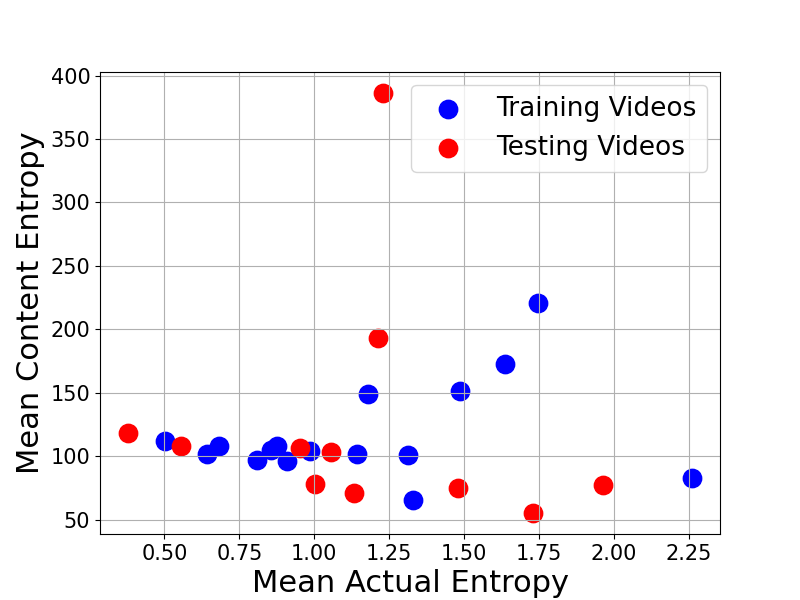 400
350
300
250
200
150
100
50
Mean Content Entropy
Training Videos
Testing Videos
0.50 0.75 1.00 1.25 1.50 1.75 2.00 2.25
Mean Actual Entropy